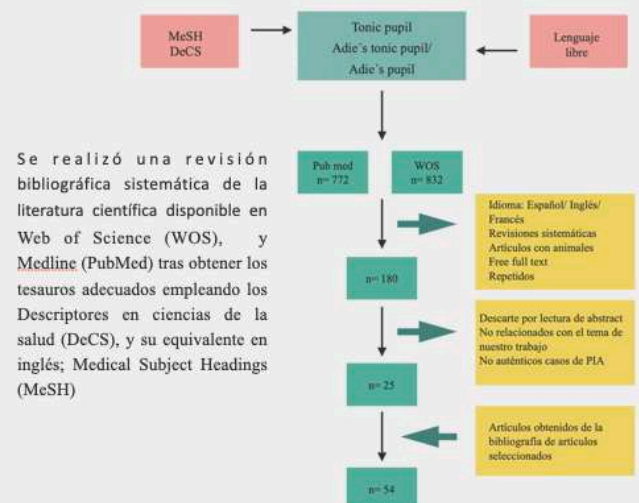 MeSH
DeCS
Tonic pupil
Adie´s tonic pupil/
Adie´s pupil
Lenguaje
libre
Se realizó una revisión
bibliográfica sistemática de la
literatura científica disponible en
Web of Science (WOS), y
Medline (PubMed) tras obtener los
tesauros adecuados empleando los
Descriptores en ciencias de la
salud (DeCS), y su equivalente en
inglés; Medical Subject Headings
(MeSH)
Pub med
n= 772
WOS
n= 832
Idioma: Español/ Inglés/
Francés
Revisiones sistemáticas
Artículos con animales
Free full text
Repetidos
n= 180
Descarte por lectura de abstract
No relacionados con el tema de
nuestro trabajo
No auténticos casos de PIA
n= 25
Artículos obtenidos de la
bibliografía de artículos
seleccionados
n= 54